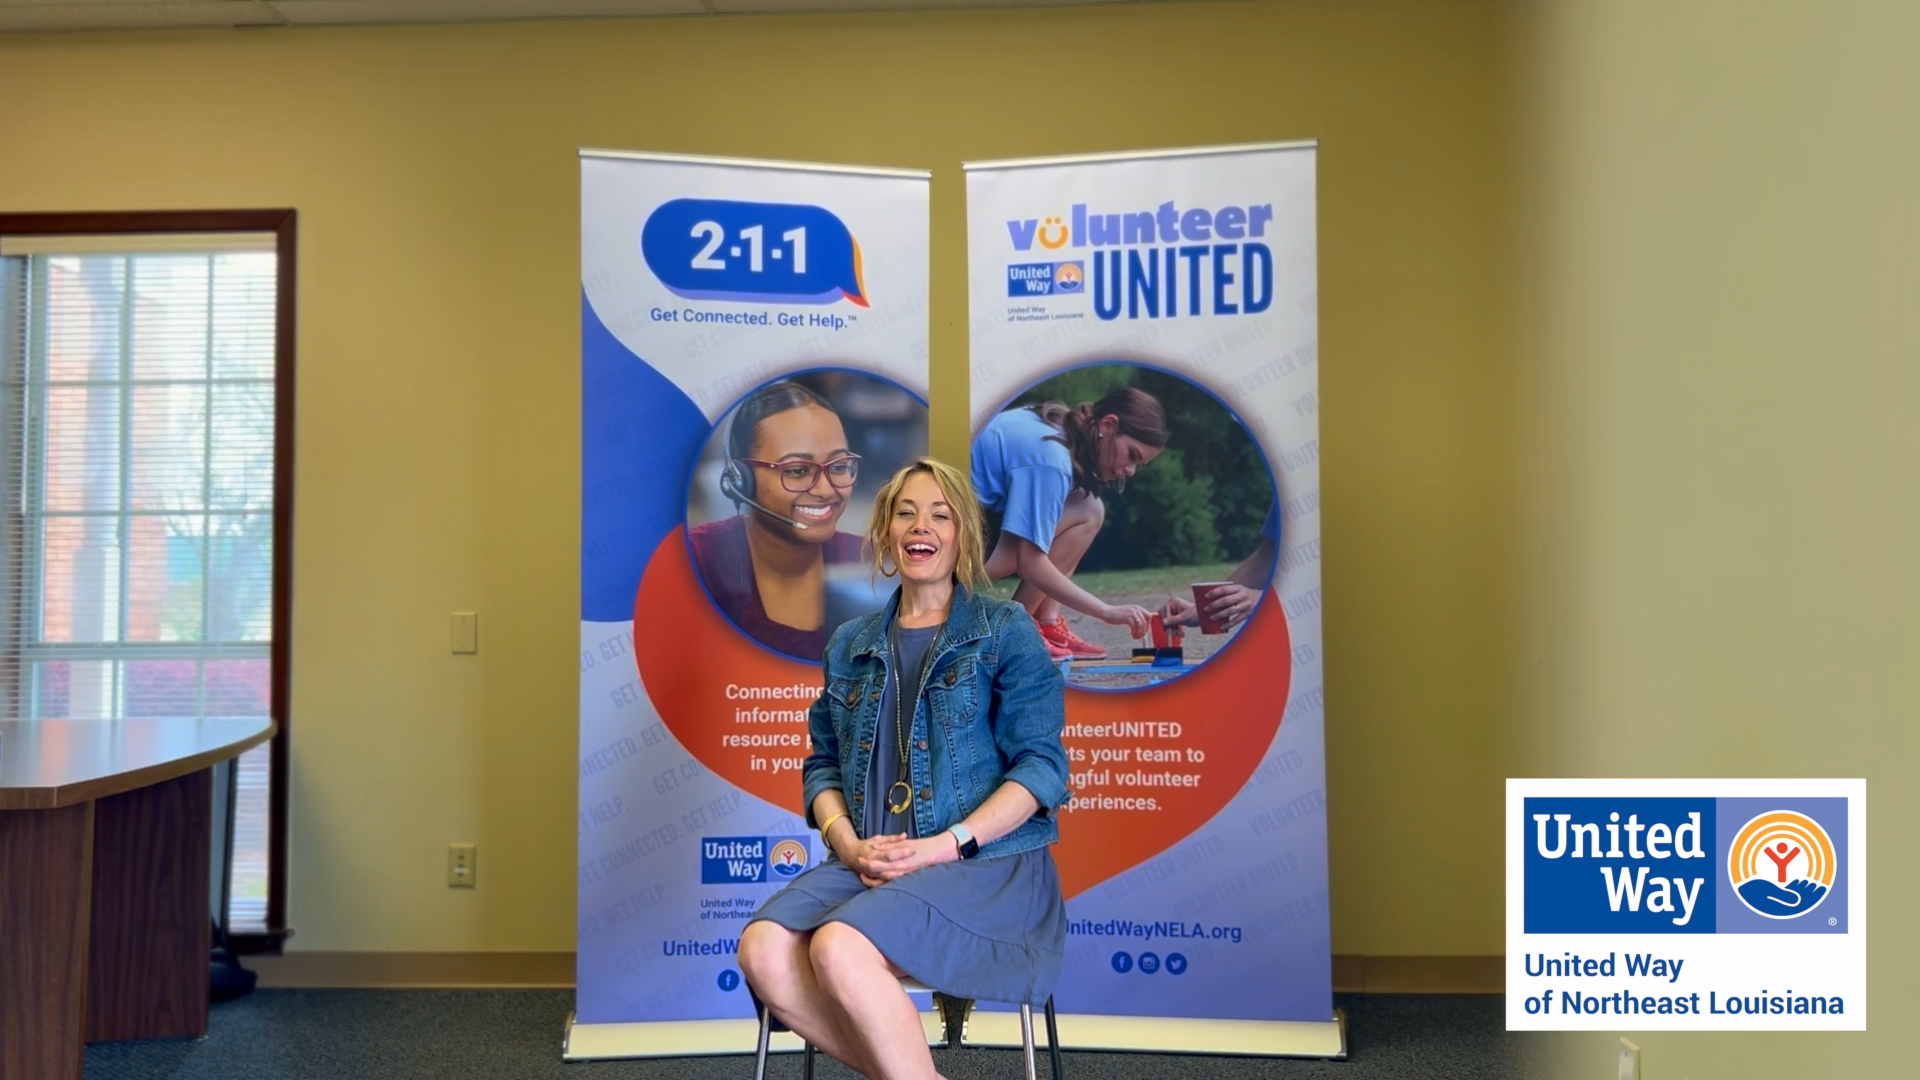 2·1·1
Get Connected. Get Help.™
Connecting
informat
resource p
in you
United
Way
United Way
of Northeas
UnitedW
volunteer
UNITED
United
Way
United Way
of Northeast Louisiana
nteerUNITED
ts your team to
ngful volunteer
periences.
UnitedWayNELA.org
United
Way
®
United Way
of Northeast Louisiana